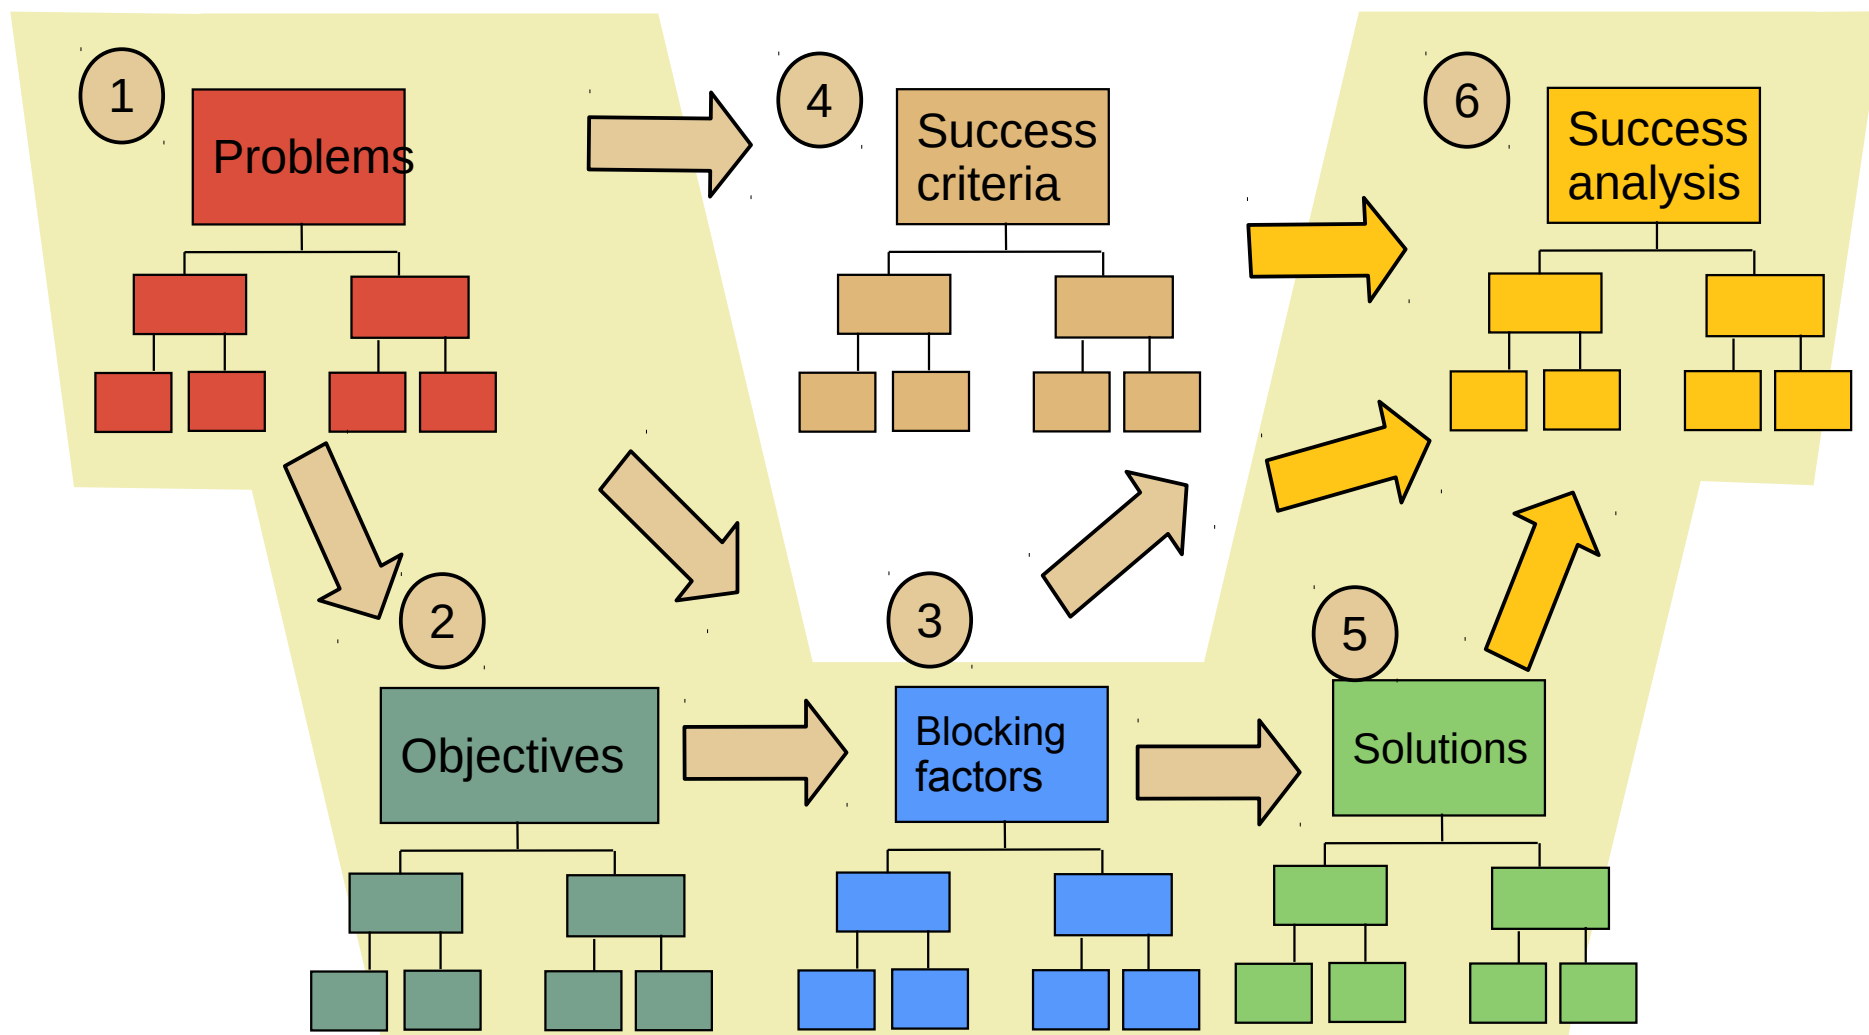 1
Problems
4
Success
criteria
6
Success
analysis
2
Objectives
3
Blocking
factors
5
Solutions